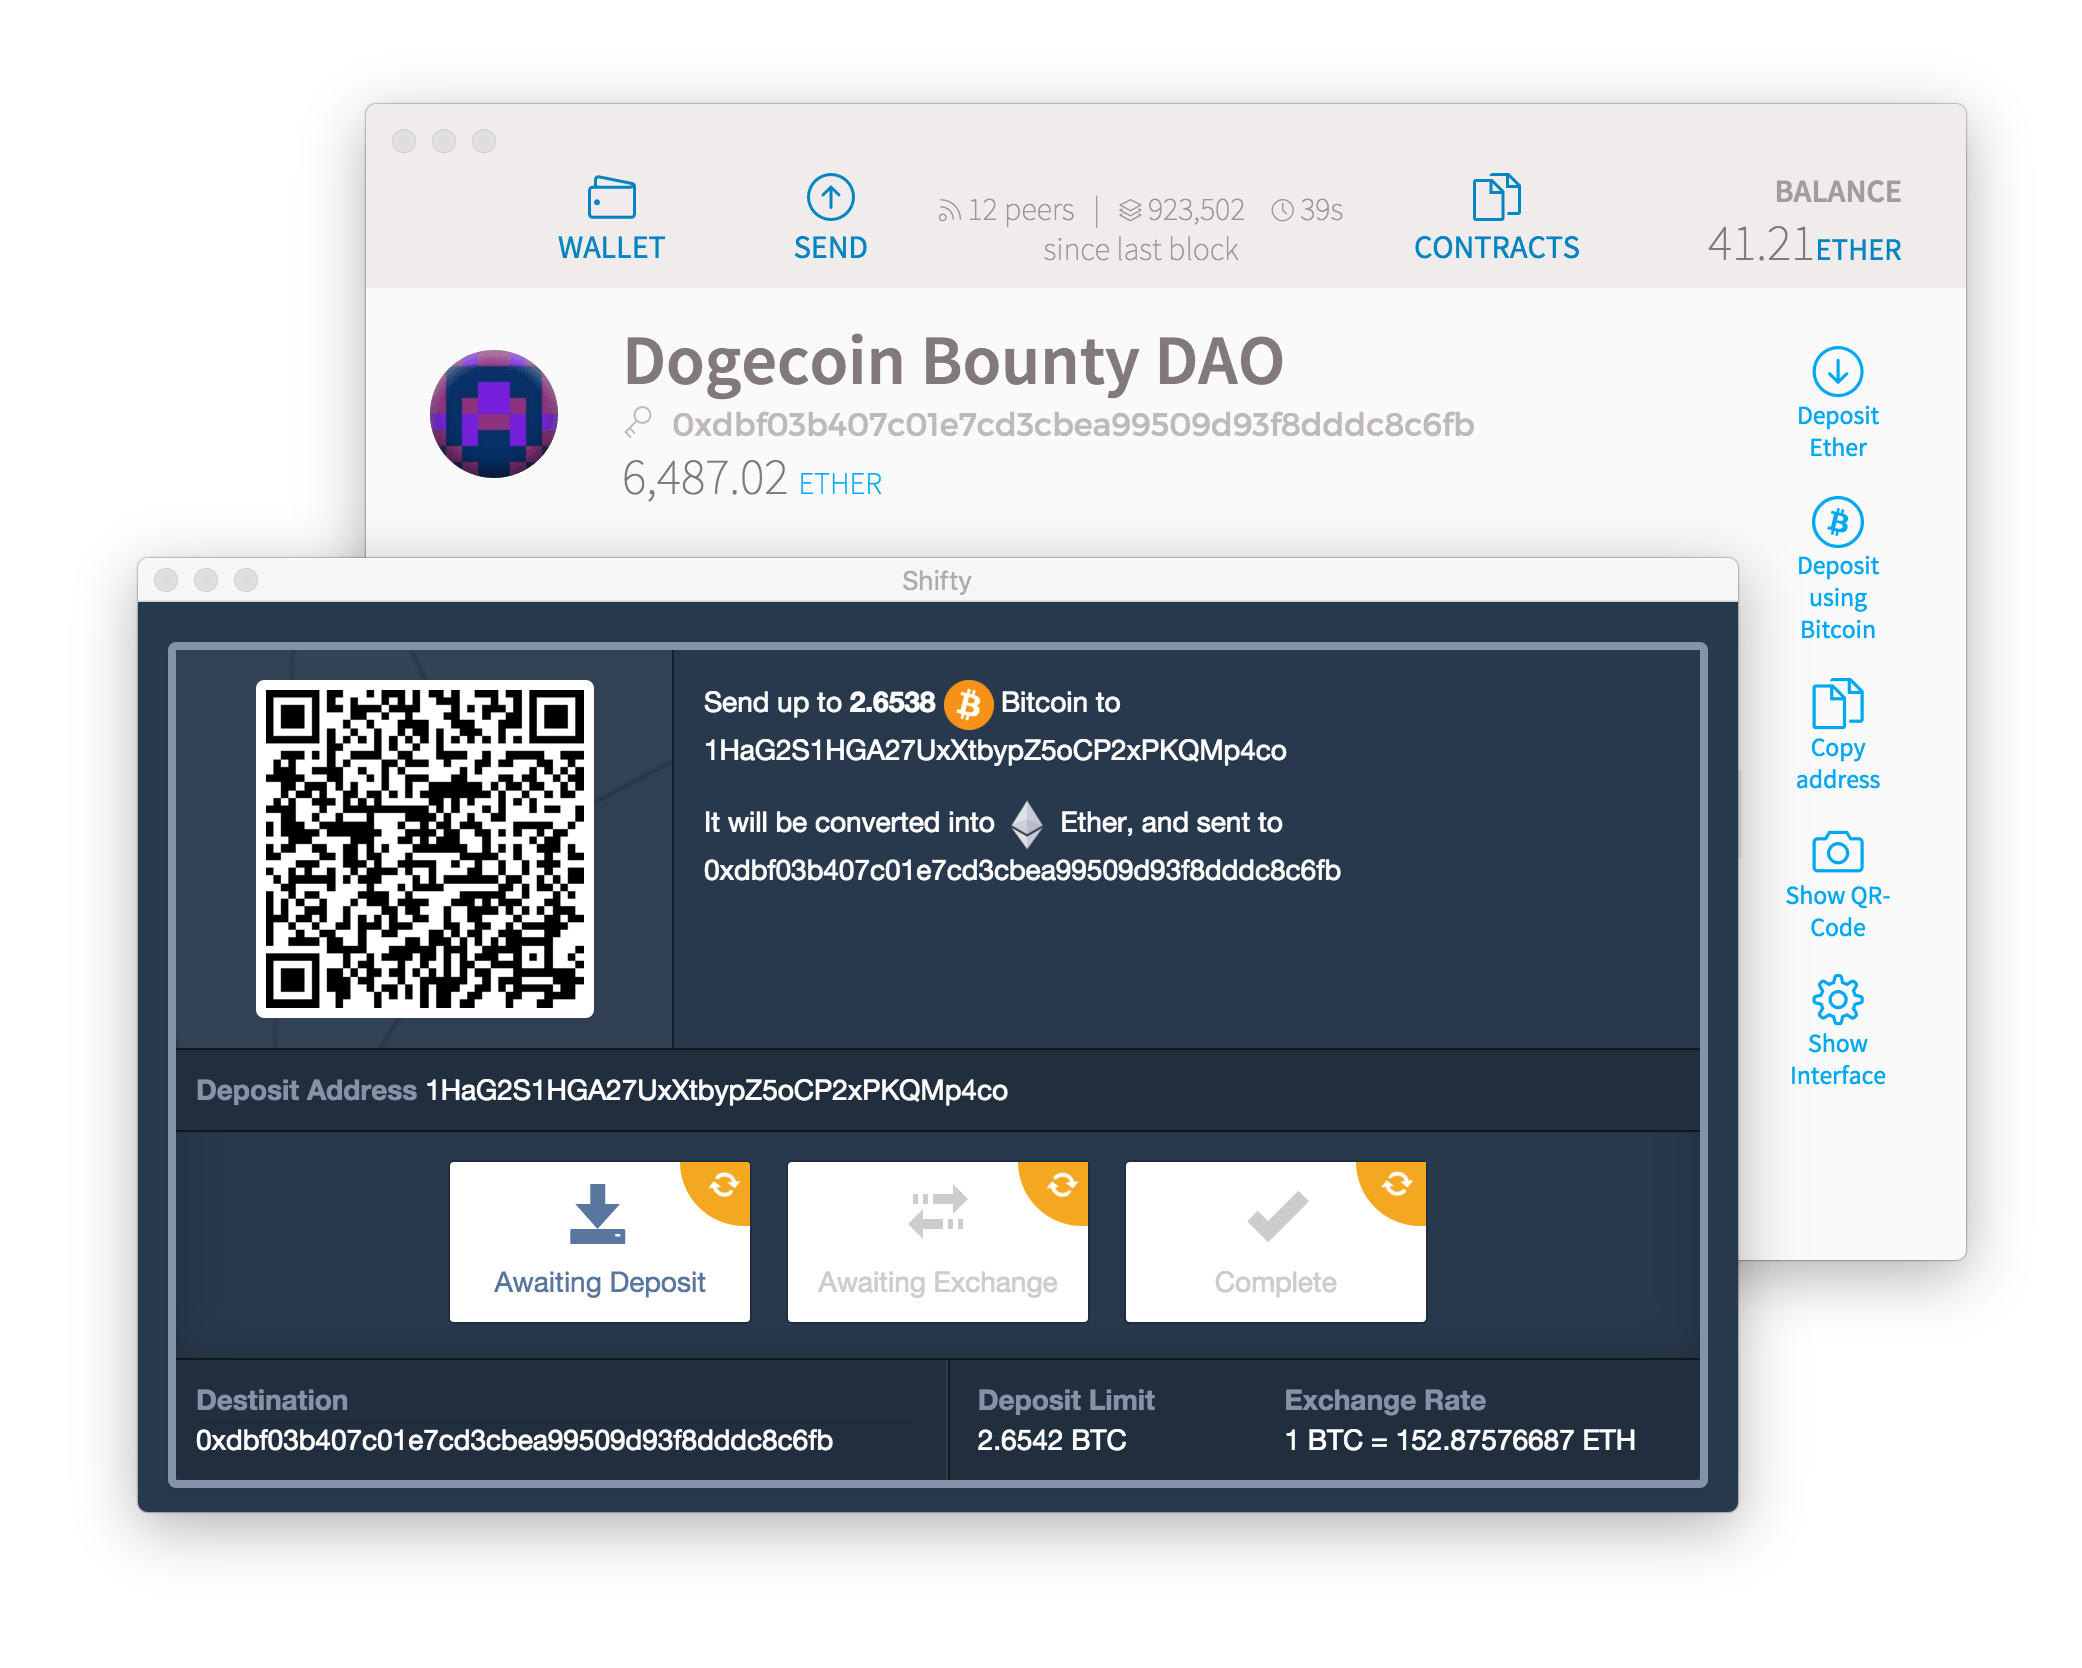 WALLET
SEND
12 peers | 923,502 39s
since last block
CONTRACTS
BALANCE
41.21 ETHER
Dogecoin Bounty DAO
0xdbf03b407c01e7cd3cbea99509d93f8dddc8c6fb
6,487.02 ETHER
Deposit
Ether
Deposit
using
Bitcoin
Copy
address
Show QR-
Code
Show
Interface
Shifty
Send up to 2.6538 Bitcoin to
1HaG2S1HGA27UxXtbypZ5oCP2xPKQMp4co
It will be converted into Ether, and sent to
0xdbf03b407c01e7cd3cbea99509d93f8dddc8c6fb
Deposit Address 1HaG2S1HGA27UxXtbypZ5oCP2xPKQMp4co
Awaiting Deposit
Awaiting Exchange
Complete
Destination
0xdbf03b407c01e7cd3cbea99509d93f8dddc8c6fb
Deposit Limit
2.6542 BTC
Exchange Rate
1 BTC = 152.87576687 ETH